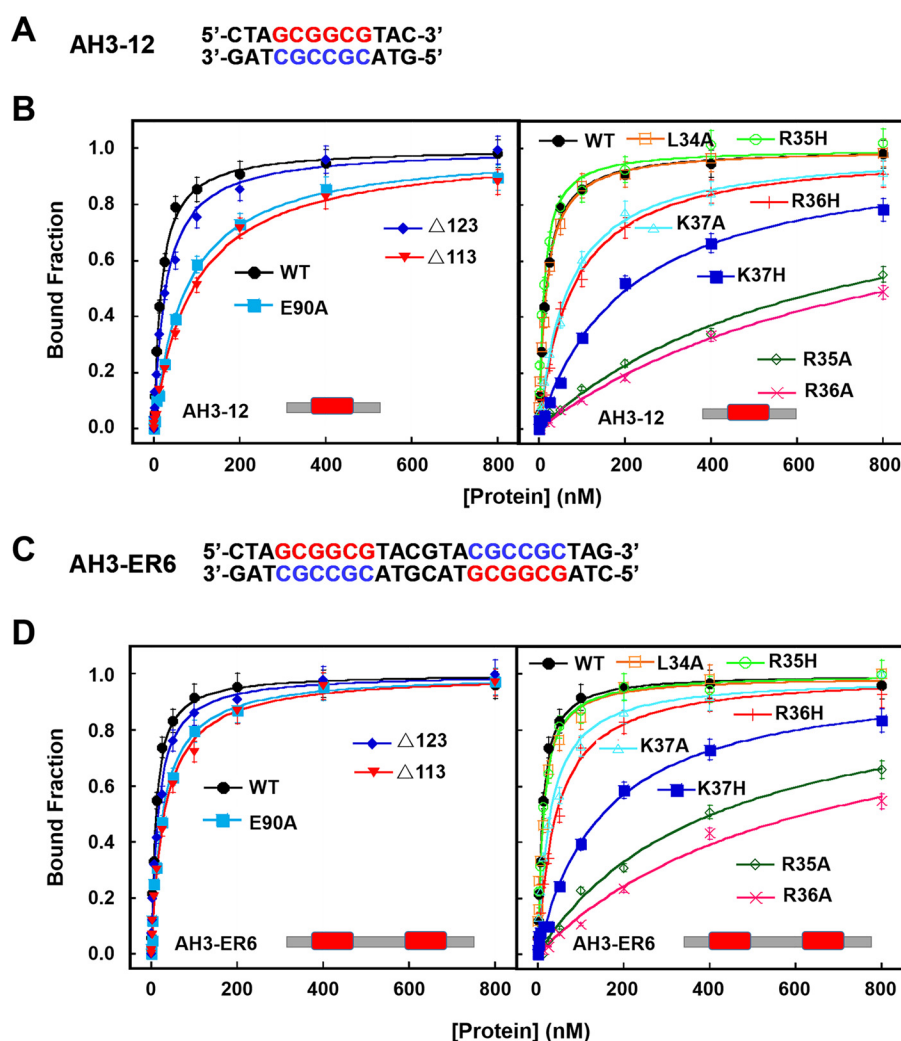 A
AH3-12
5’-CTAGCGGCGTAC-3’
3’-GATCGCCGCATG-5’
B
Bound Fraction
1.0
0.8
0.6
0.4
0.2
0.0
WT
E90A
△123
△113
AH3-12
0 200 400 600 800
WT L34A R35H
R36H
K37A
K37H
R35A
R36A
AH3-12
0 200 400 600 800
[Protein] (nM)
C
AH3-ER6
5’-CTAGCGGCGTACGTACGCCGCTAG-3’
3’-GATCGCCGCATGCATGCGGCGATC-5’
D
Bound Fraction
1.0
0.8
0.6
0.4
0.2
0.0
WT
E90A
△123
△113
AH3-ER6
0 200 400 600 800
WT L34A R35H
R36H
K37A
K37H
R35A
R36A
AH3-ER6
0 200 400 600 800
[Protein] (nM)